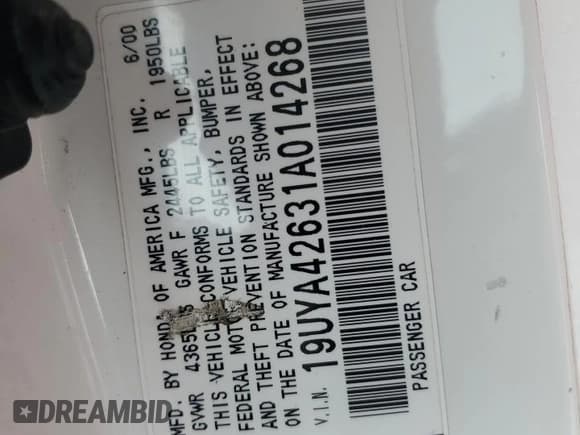 MFD. BY HONDA OF AMERICA MFG., INC. 6/00
GVWR 4365LBS GAWR F 2445LBS R 1950LBS
THIS VEHICLE CONFORMS TO ALL APPLICABLE
FEDERAL MOTOR VEHICLE SAFETY, BUMPER,
AND THEFT PREVENTION STANDARDS IN EFFECT
ON THE DATE OF MANUFACTURE SHOWN ABOVE:
V.I.N. 19UYA42631A014268
PASSENGER CAR
DREAMBID